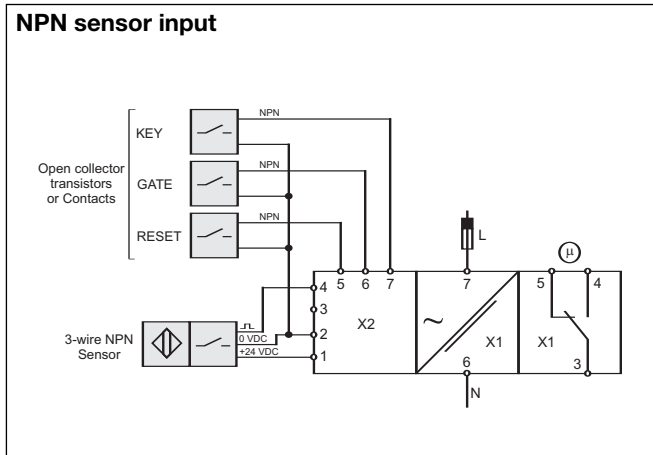 NPN sensor input
KEY
NPN
Open collector
transistors
or Contacts
GATE
NPN
RESET
NPN
L
μ
4
5
6
7
7
5
4
3
X2
~
X1
X1
3-wire NPN
Sensor
0 VDC
2
+24 VDC
1
6
3
N